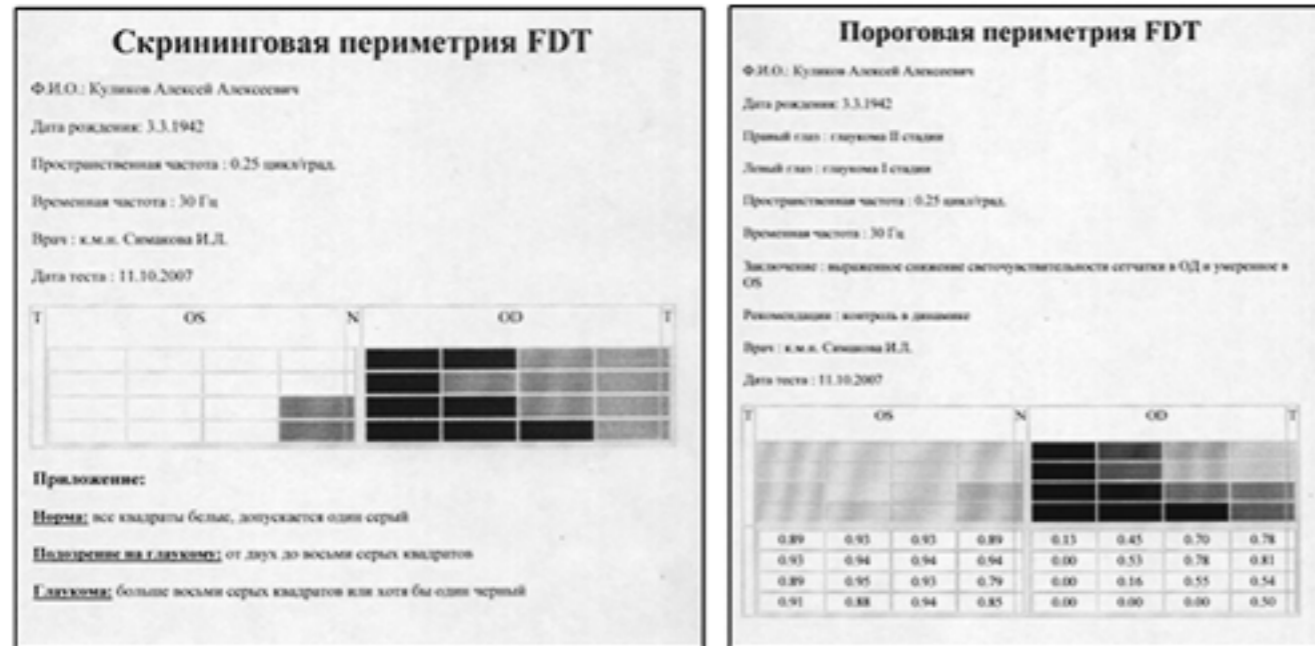 Скрининговая периметрия FDT
Ф.И.О.: Куликов Алексей Алексеевич
Дата рождения: 3.3.1942
Пространственная частота : 0.25 цикл/град.
Временная частота : 30 Гц
Врач : к.м.н. Симакова И.Л.
Дата теста : 11.10.2007
T OS N OD T
Приложение:
Норма: все квадраты белые, допускается один серый
Подозрение на глаукому: от двух до восьми серых квадратов
Глаукома: больше восьми серых квадратов или хотя бы один черный
Пороговая периметрия FDT
Ф.И.О.: Куликов Алексей Алексеевич
Дата рождения: 3.3.1942
Правый глаз : глаукома II стадии
Левый глаз : глаукома I стадии
Пространственная частота : 0.25 цикл/град.
Временная частота : 30 Гц
Заключение : выраженное снижение светочувствительности сетчатки в ОД и умеренное в
OS
Рекомендации : контроль в динамике
Врач : к.м.н. Симакова И.Л.
Дата теста : 11.10.2007
T OS N OD T
0.89 0.93 0.93 0.89 0.13 0.45 0.70 0.78
0.93 0.94 0.94 0.94 0.00 0.53 0.78 0.81
0.89 0.95 0.93 0.79 0.00 0.16 0.55 0.54
0.91 0.88 0.94 0.85 0.00 0.00 0.00 0.50